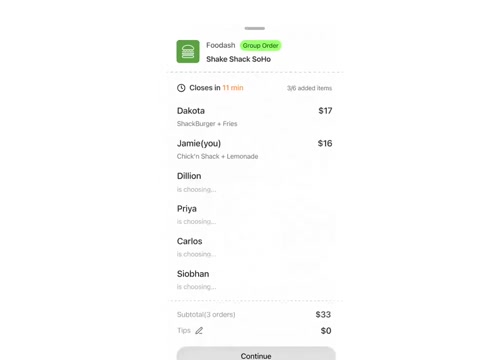 Foodash Group Order
Shake Shack SoHo
Closes in 11 min 3/6 added items
Dakota $17
ShackBurger + Fries
Jamie(you) $16
Chick'n Shack + Lemonade
Dillion
is choosing...
Priya
is choosing...
Carlos
is choosing...
Siobhan
is choosing...
Subtotal(3 orders) $33
Tips $0
Continue